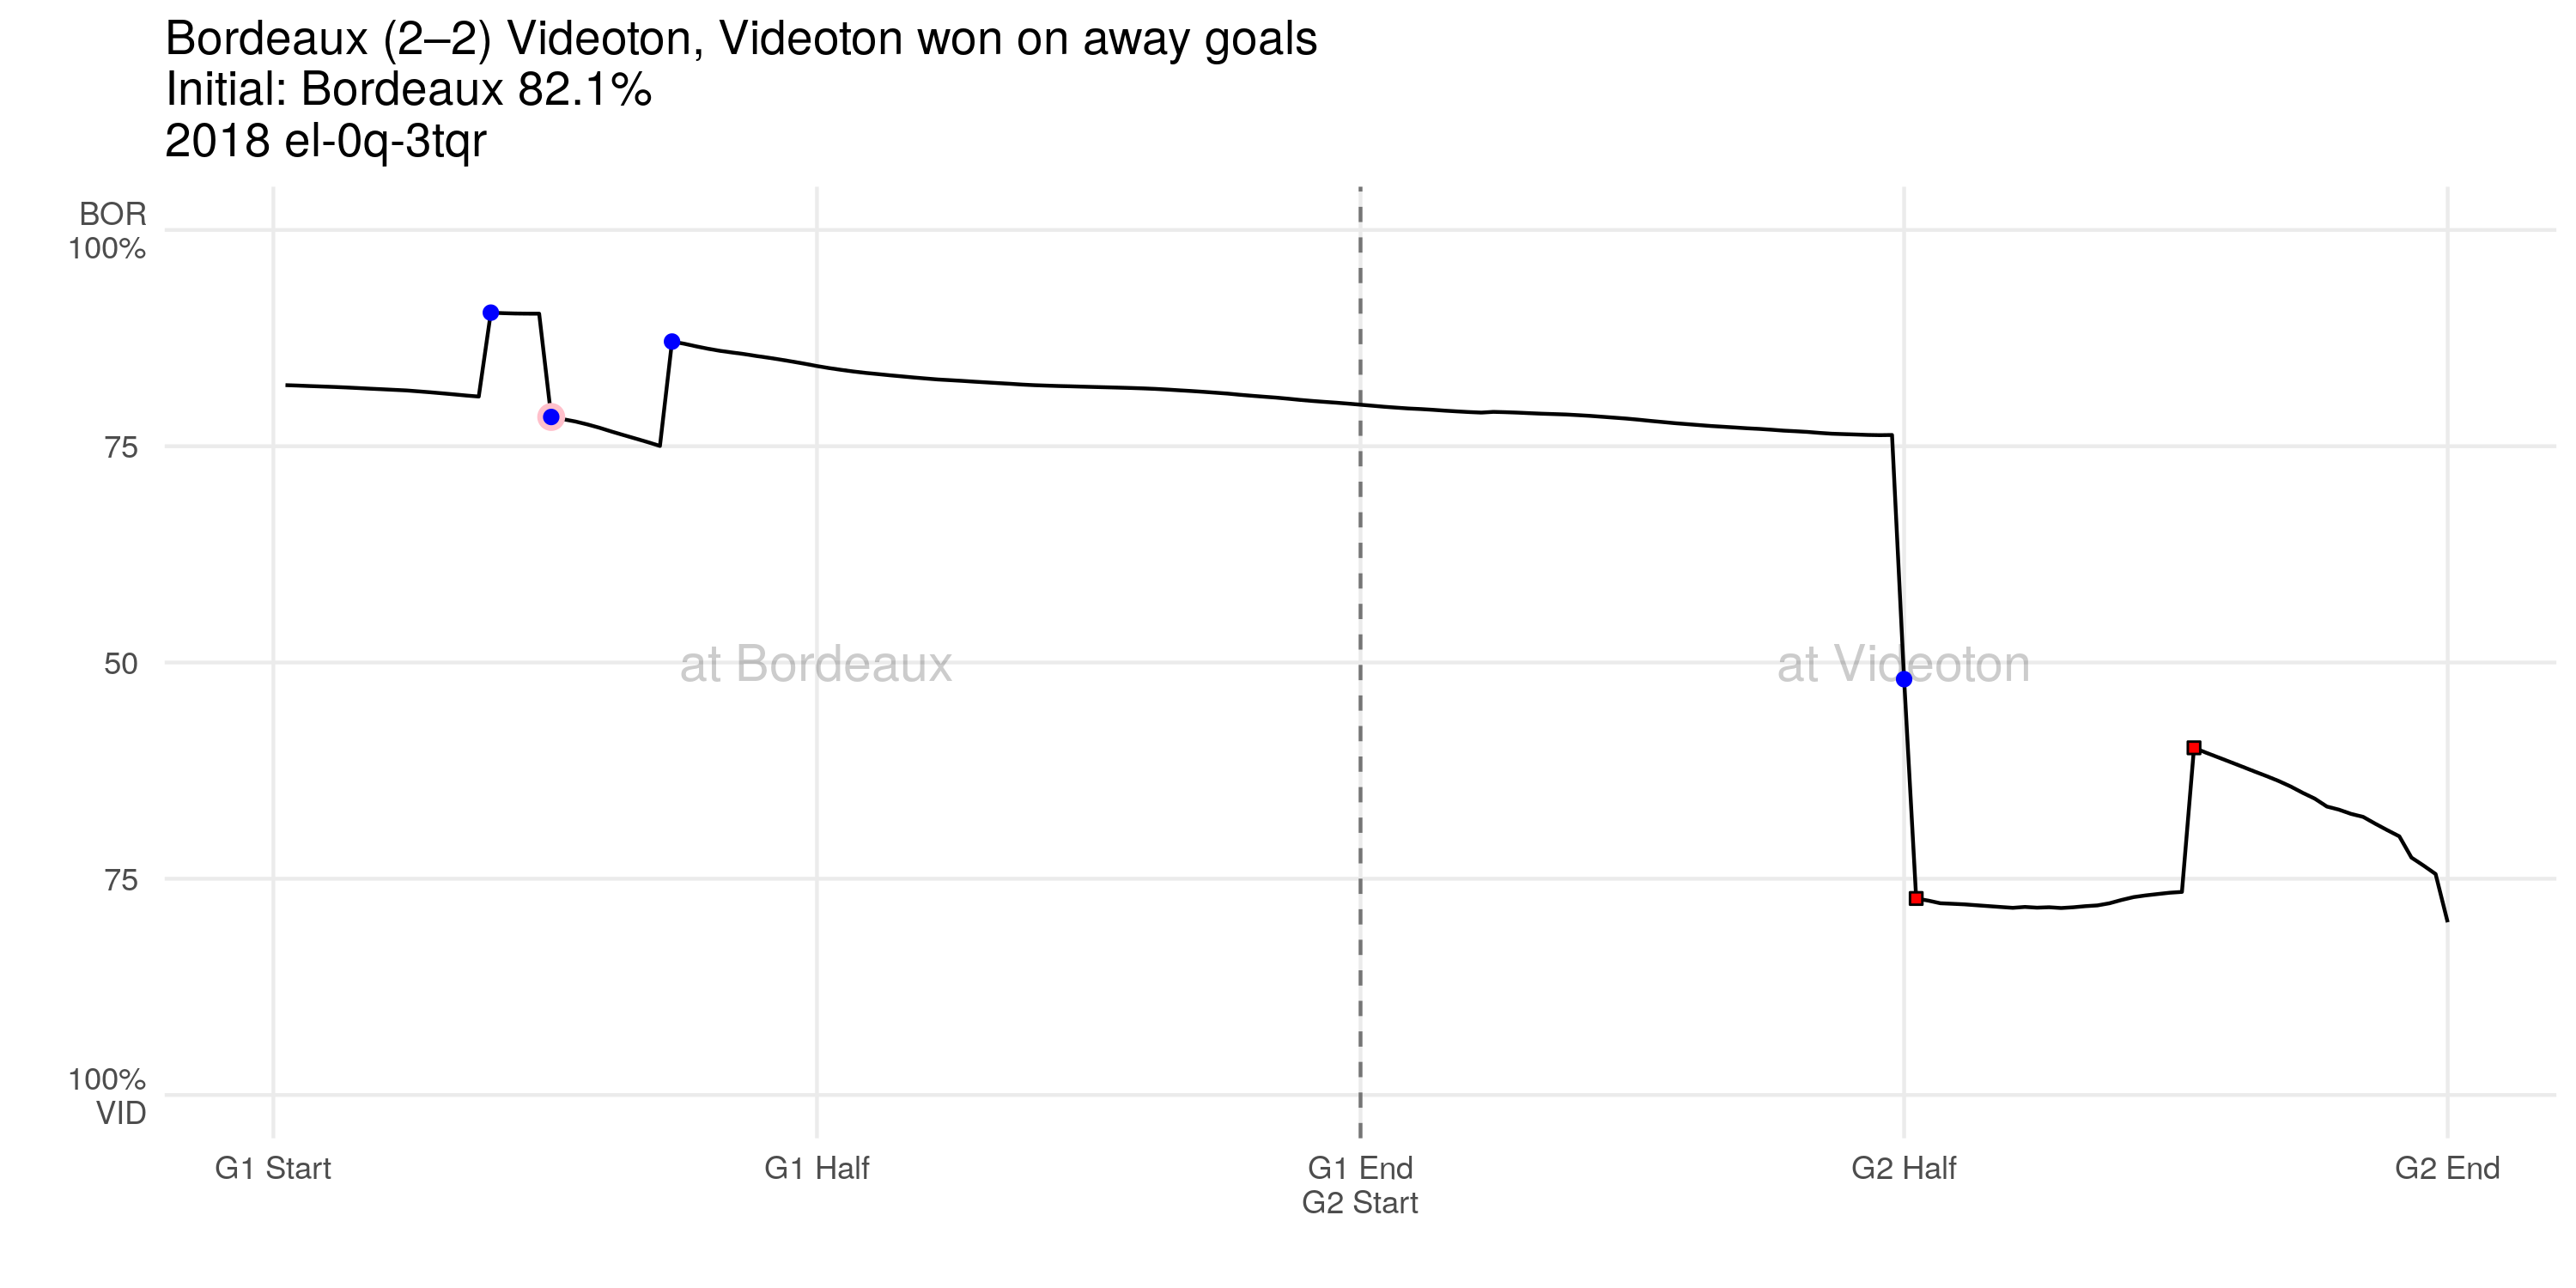 Bordeaux (2–2) Videoton, Videoton won on away goals
Initial: Bordeaux 82.1%
2018 el-0q-3tqr
BOR
100%
75
50
75
100%
VID
at Bordeaux
at Videoton
G1 Start
G1 Half
G1 End
G2 Start
G2 Half
G2 End